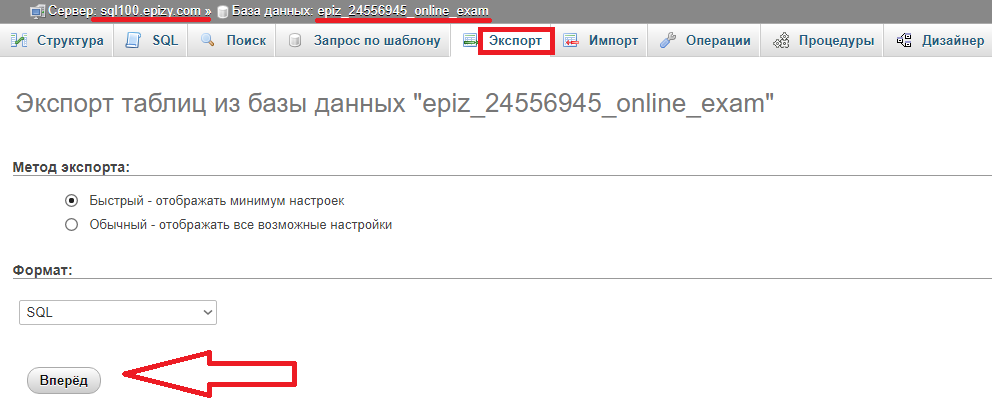 Сервер: sql100.epizy.com » База данных: epiz_24556945_online_exam
Структура SQL Поиск Запрос по шаблону Экспорт Импорт Операции Процедуры Дизайнер
Экспорт таблиц из базы данных "epiz_24556945_online_exam"
Метод экспорта:
Быстрый - отображать минимум настроек
Обычный - отображать все возможные настройки
Формат:
SQL
Вперёд